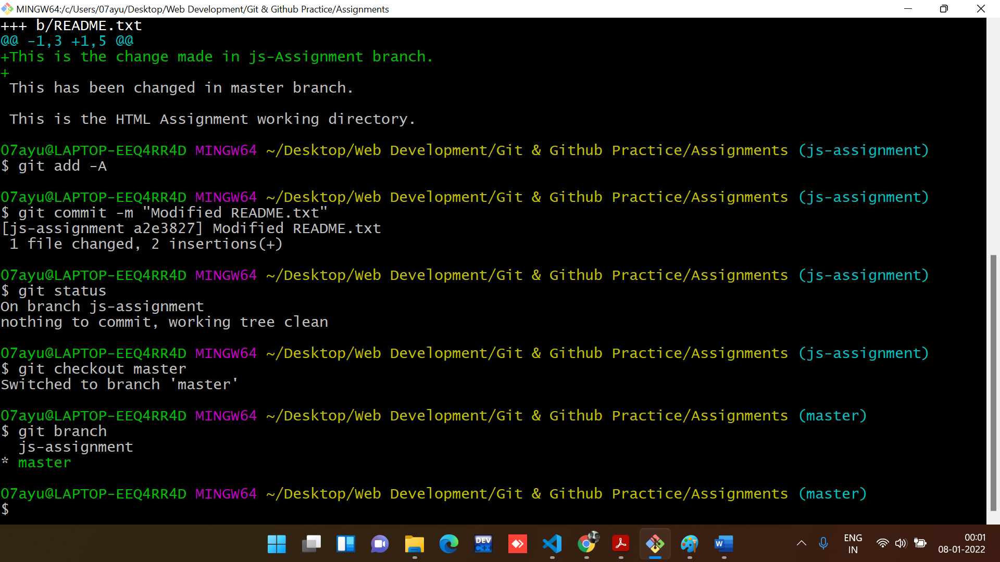 MINGW64:/c/Users/07ayu/Desktop/Web Development/Git & Github Practice/Assignments
+++ b/README.txt
@@ -1,3 +1,5 @@
+This is the change made in js-Assignment branch.
+
 This has been changed in master branch.

 This is the HTML Assignment working directory.

07ayu@LAPTOP-EEQ4RR4D MINGW64 ~/Desktop/Web Development/Git & Github Practice/Assignments (js-assignment)
$ git add -A

07ayu@LAPTOP-EEQ4RR4D MINGW64 ~/Desktop/Web Development/Git & Github Practice/Assignments (js-assignment)
$ git commit -m "Modified README.txt"
[js-assignment a2e3827] Modified README.txt
 1 file changed, 2 insertions(+)

07ayu@LAPTOP-EEQ4RR4D MINGW64 ~/Desktop/Web Development/Git & Github Practice/Assignments (js-assignment)
$ git status
On branch js-assignment
nothing to commit, working tree clean

07ayu@LAPTOP-EEQ4RR4D MINGW64 ~/Desktop/Web Development/Git & Github Practice/Assignments (js-assignment)
$ git checkout master
Switched to branch 'master'

07ayu@LAPTOP-EEQ4RR4D MINGW64 ~/Desktop/Web Development/Git & Github Practice/Assignments (master)
$ git branch
  js-assignment
* master

07ayu@LAPTOP-EEQ4RR4D MINGW64 ~/Desktop/Web Development/Git & Github Practice/Assignments (master)
$
DEV
C++
W
ENG
IN
00:01
08-01-2022